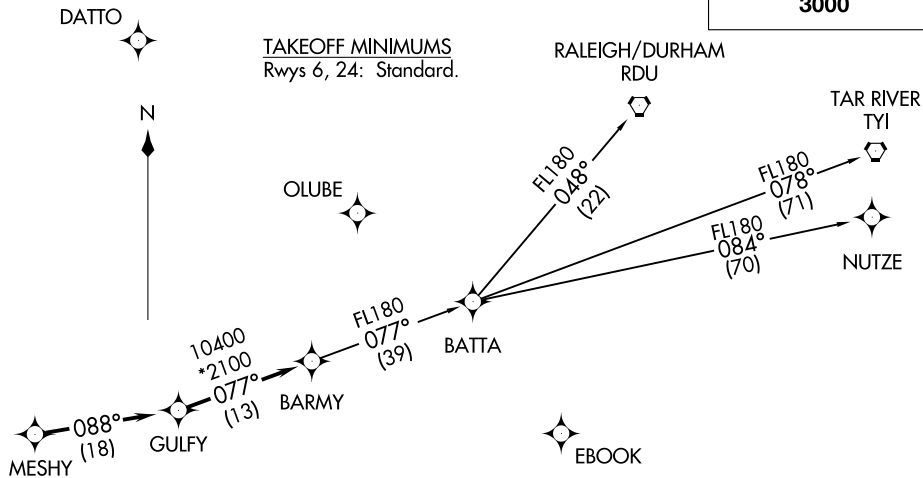 3000
DATTO
TAKEOFF MINIMUMS
Rwys 6, 24: Standard.
RALEIGH/DURHAM
RDU
TAR RIVER
TYI
N
OLUBE
FL180
048°
(22)
FL180
078°
(71)
FL180
084°
(70)
NUTZE
FL180
077°
(39)
BATTA
10400
*2100
077°
(13)
BARMY
088°
(18)
GULFY
MESHY
EBOOK